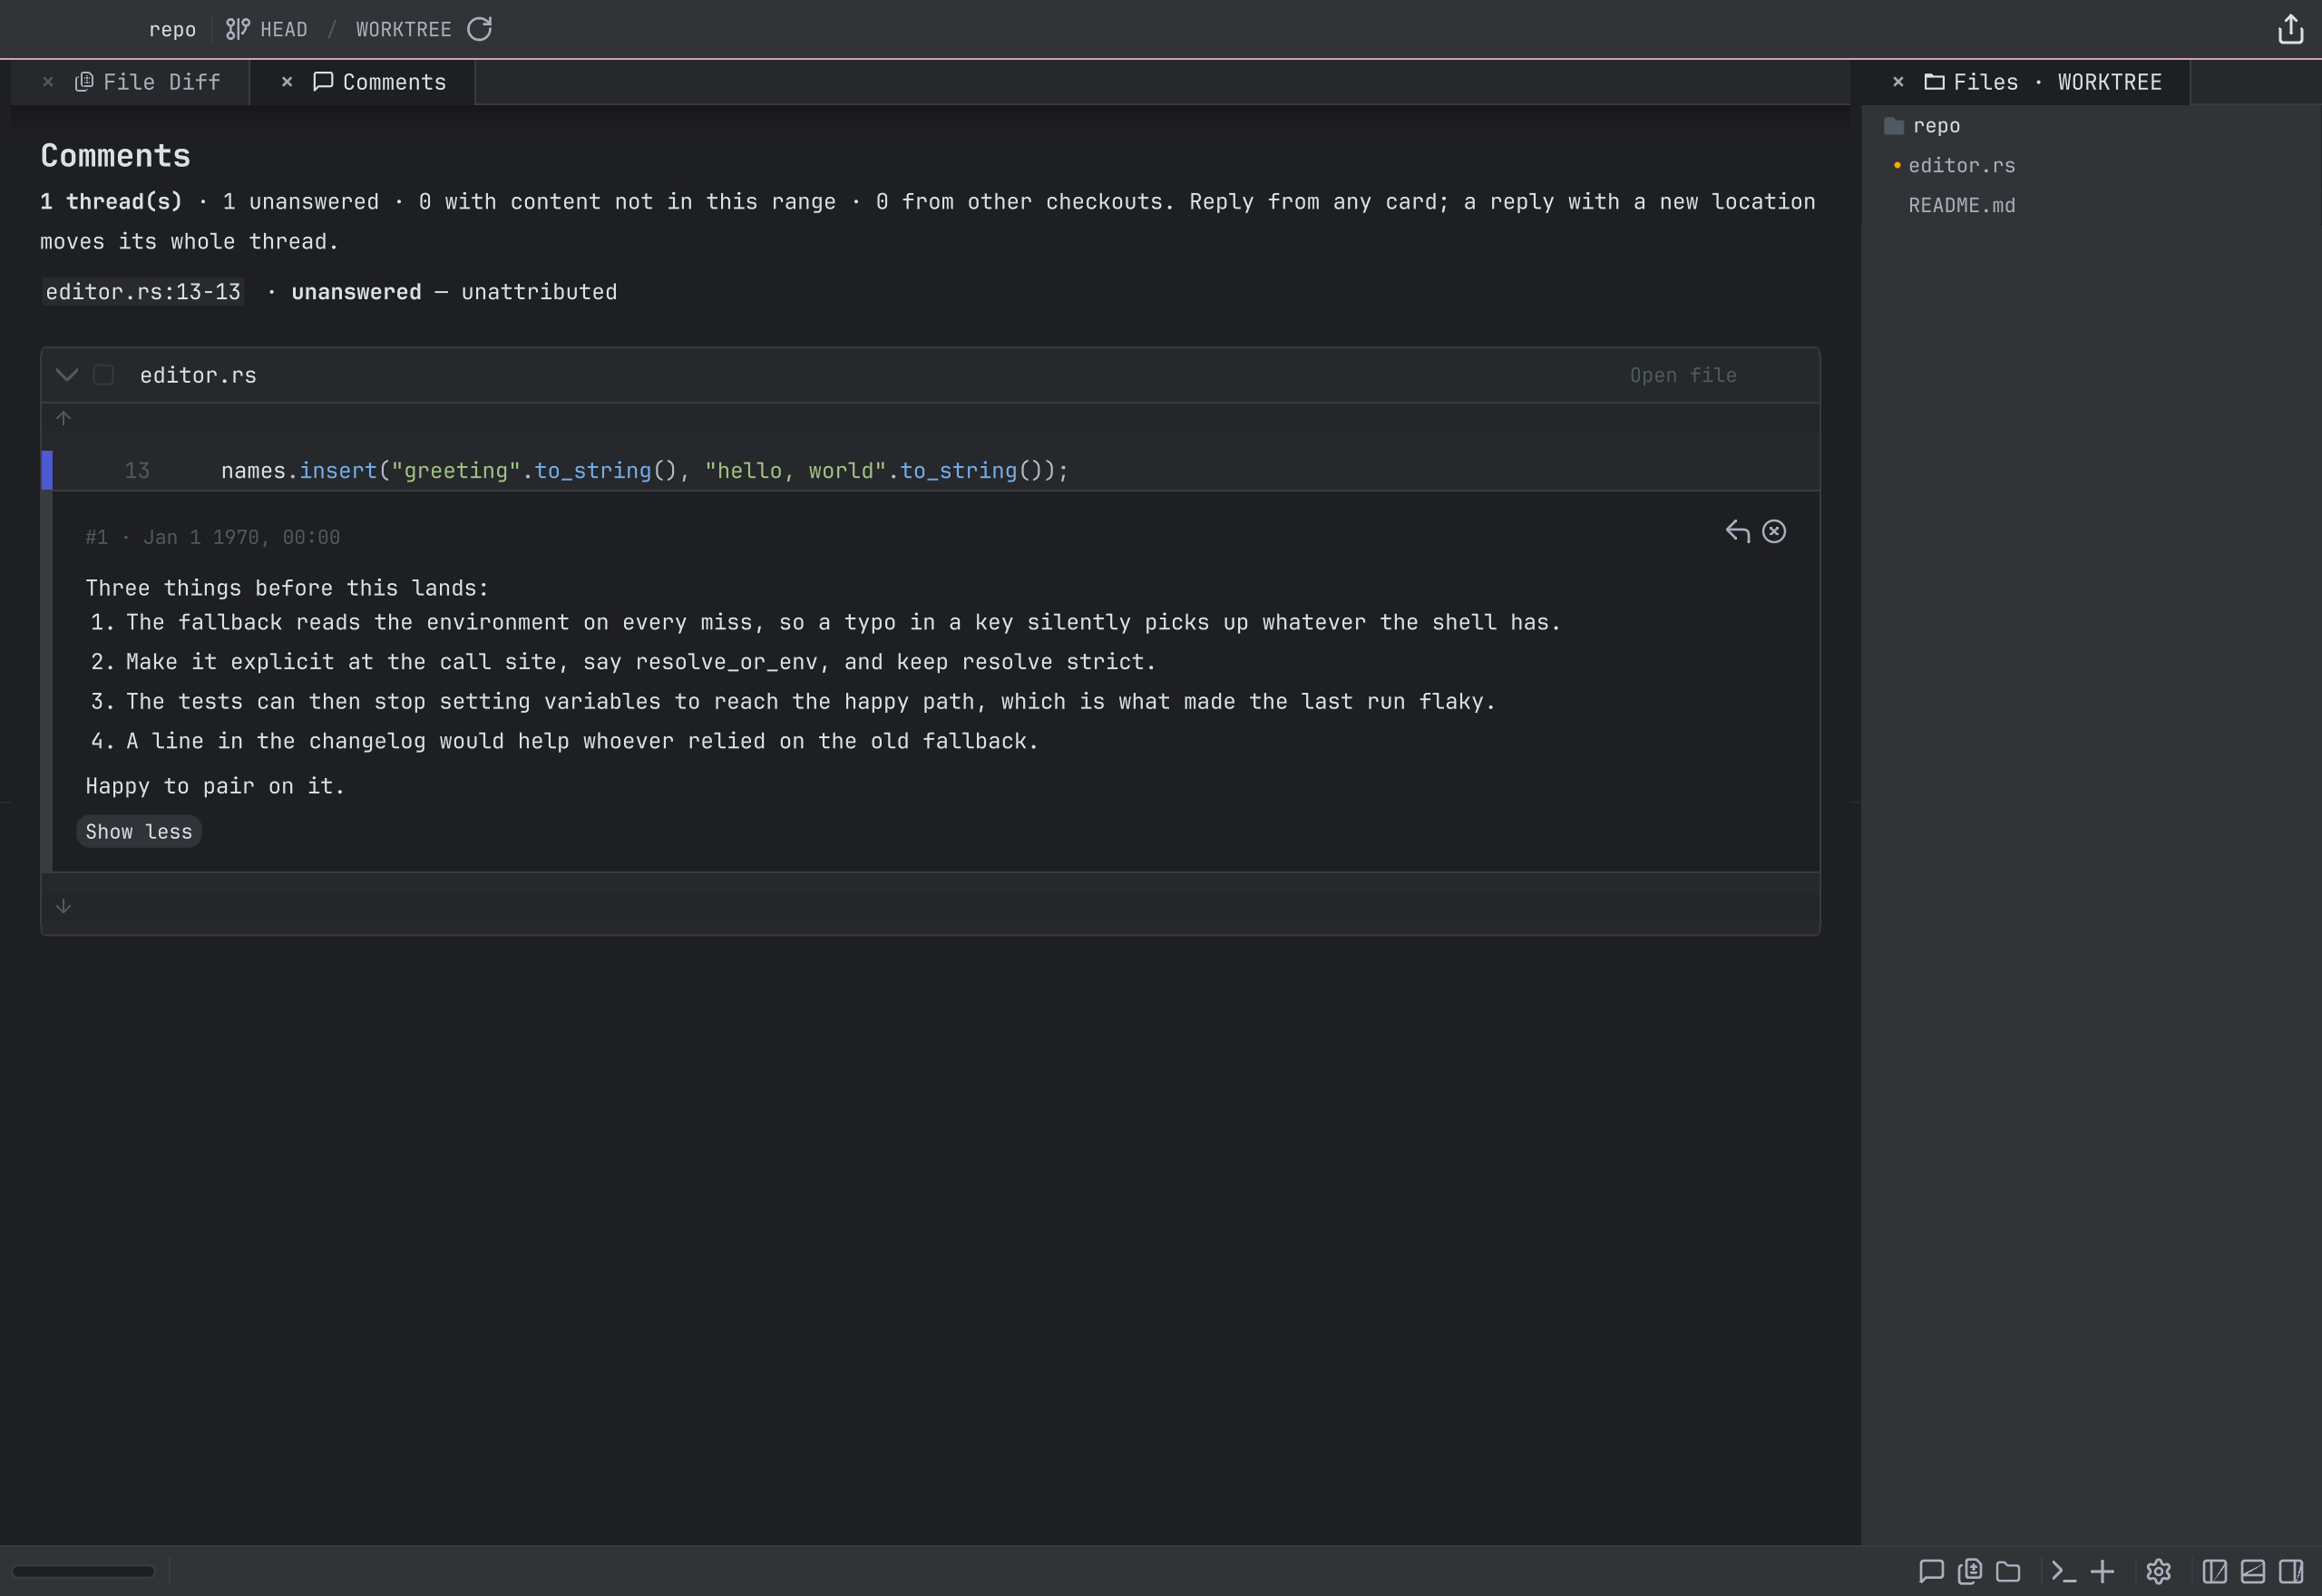 repo HEAD / WORKTREE
× File Diff × Comments
× Files · WORKTREE
repo
editor.rs
README.md
Comments
1 thread(s) · 1 unanswered · 0 with content not in this range · 0 from other checkouts. Reply from any card; a reply with a new location
moves its whole thread.
editor.rs:13-13 · unanswered — unattributed
editor.rs Open file
13 names.insert("greeting".to_string(), "hello, world".to_string());
#1 · Jan 1 1970, 00:00
Three things before this lands:
1. The fallback reads the environment on every miss, so a typo in a key silently picks up whatever the shell has.
2. Make it explicit at the call site, say resolve_or_env, and keep resolve strict.
3. The tests can then stop setting variables to reach the happy path, which is what made the last run flaky.
4. A line in the changelog would help whoever relied on the old fallback.
Happy to pair on it.
Show less